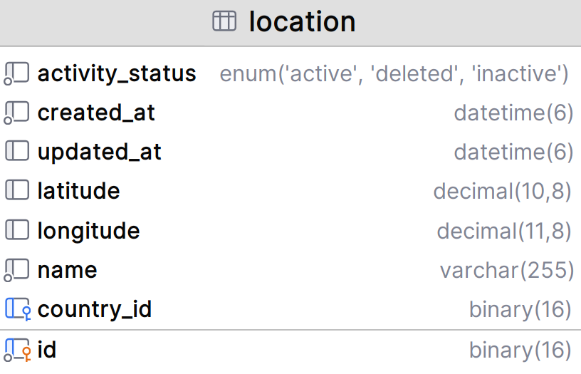 location
activity_status enum('active', 'deleted', 'inactive')
created_at datetime(6)
updated_at datetime(6)
latitude decimal(10,8)
longitude decimal(11,8)
name varchar(255)
country_id binary(16)
id binary(16)